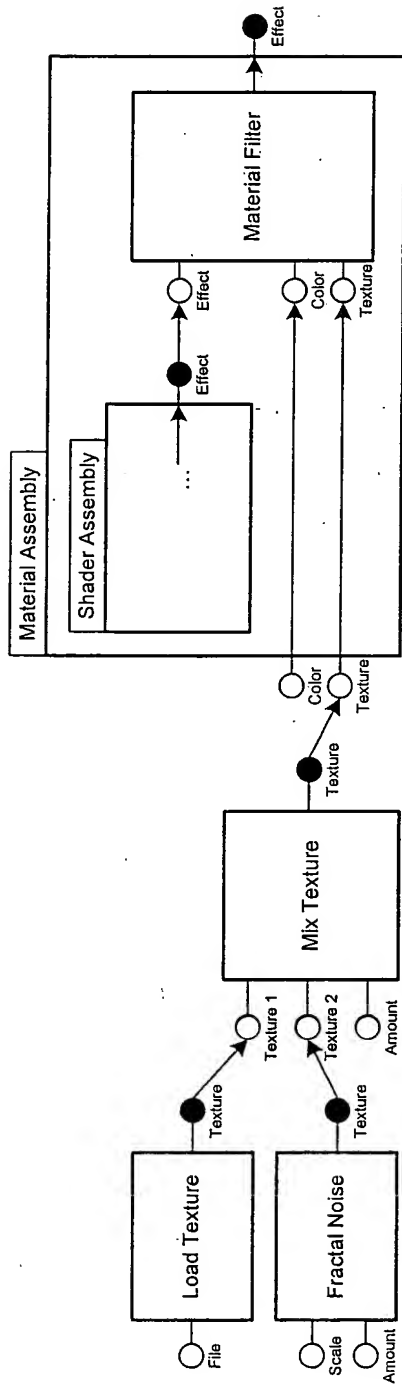 File
Load Texture
Texture
Scale
Amount
Fractal Noise
Texture
Texture 1
Texture 2
Amount
Mix Texture
Texture
Color
Texture
Material Assembly
Shader Assembly
...
Effect
Effect
Color
Texture
Material Filter
Effect